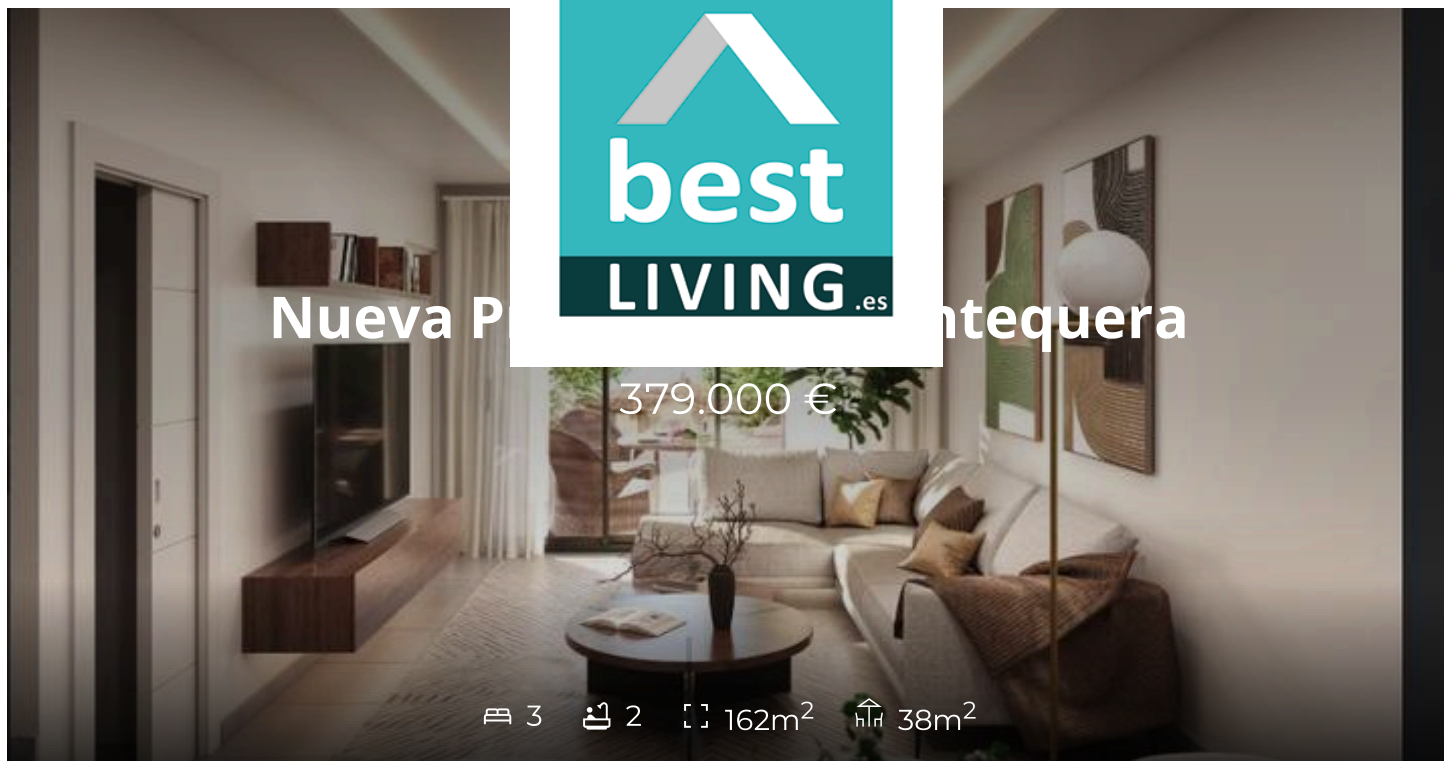 best
LIVING.es
Nueva P ntequera
379.000 €
3 2 162m² 38m²